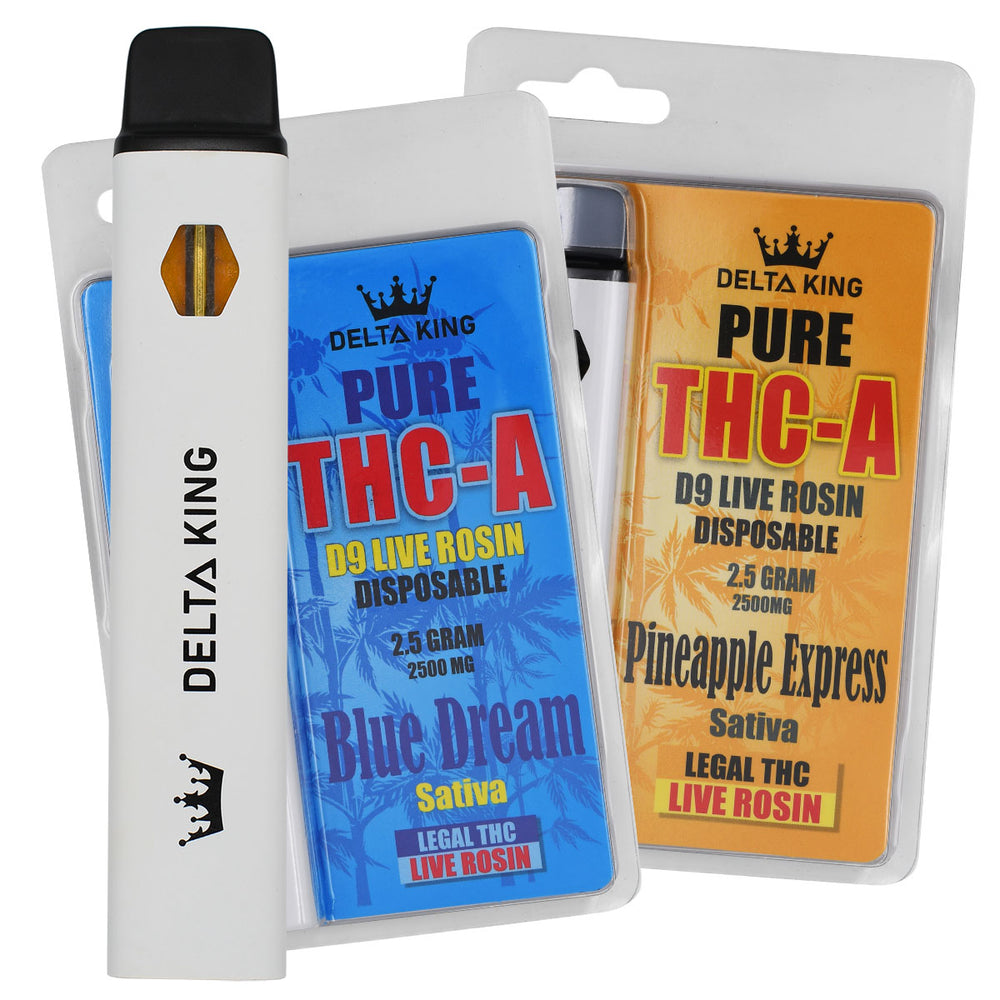 DELTA KING
DELTA KING
PURE
THC-A
D9 LIVE ROSIN
DISPOSABLE
2.5 GRAM
2500 MG
Blue Dream
Sativa
LEGAL THC
LIVE ROSIN
DELTA KING
PURE
THC-A
D9 LIVE ROSIN
DISPOSABLE
2.5 GRAM
2500MG
Pineapple Express
Sativa
LEGAL THC
LIVE ROSIN